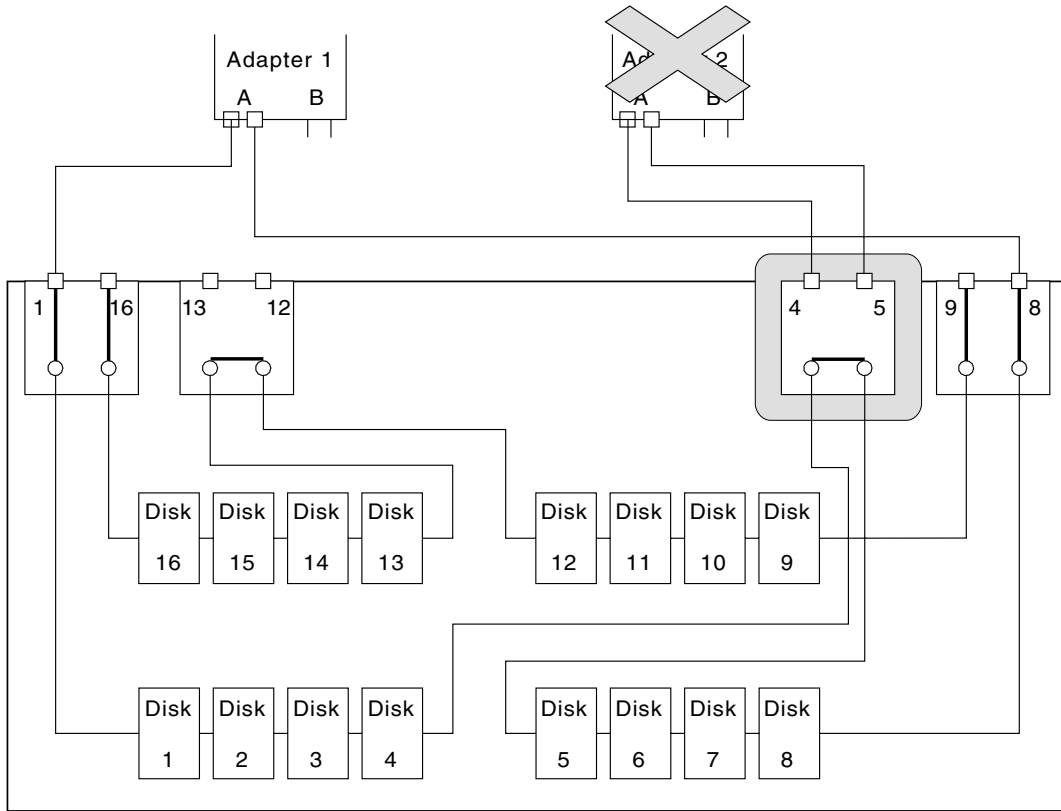 Adapter 1
2
A B
B
1 16 13 12 4 5 9 8
Disk Disk Disk Disk Disk Disk Disk Disk
16 15 14 13 12 11 10 9
Disk Disk Disk Disk Disk Disk Disk Disk
1 2 3 4 5 6 7 8